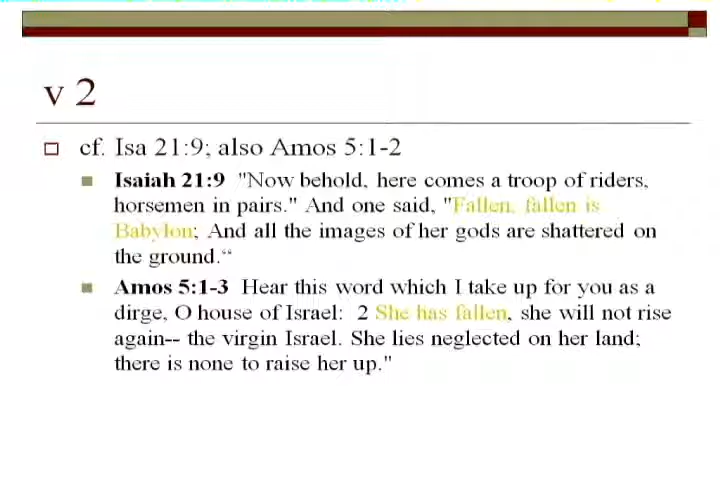 v 2
cf. Isa 21:9; also Amos 5:1-2
Isaiah 21:9 "Now behold, here comes a troop of riders,
horsemen in pairs." And one said, "Fallen, fallen is
Babylon; And all the images of her gods are shattered on
the ground.“
Amos 5:1-3 Hear this word which I take up for you as a
dirge, O house of Israel: 2 She has fallen, she will not rise
again-- the virgin Israel. She lies neglected on her land;
there is none to raise her up."